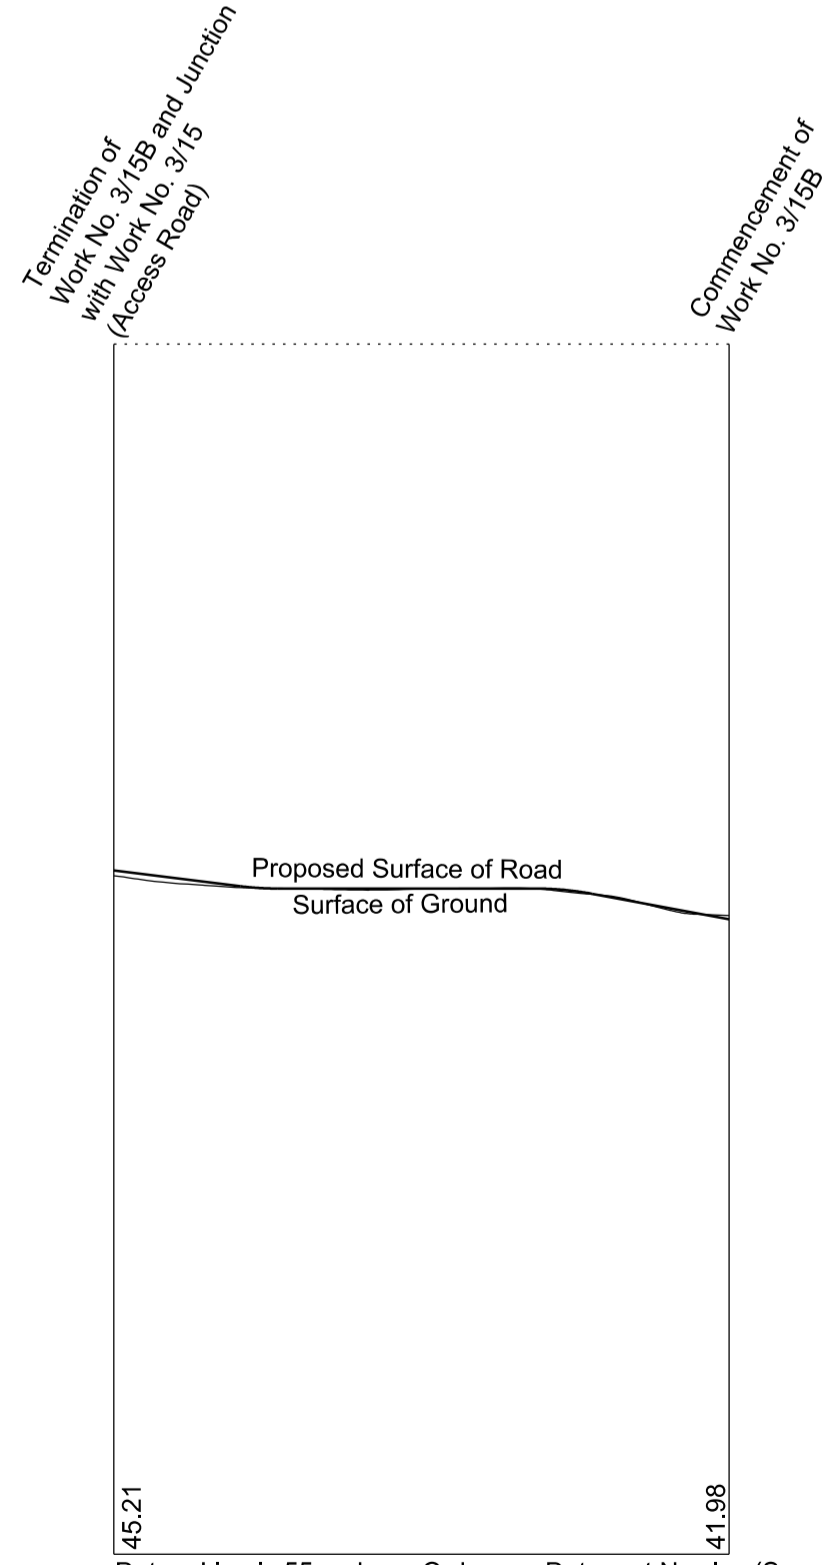 Termination of
Work No. 3/15B and Junction
with Work No. 3/15
(Access Road)
Commencement of
Work No. 3/15B
Proposed Surface of Road
Surface of Ground
45.21
41.98